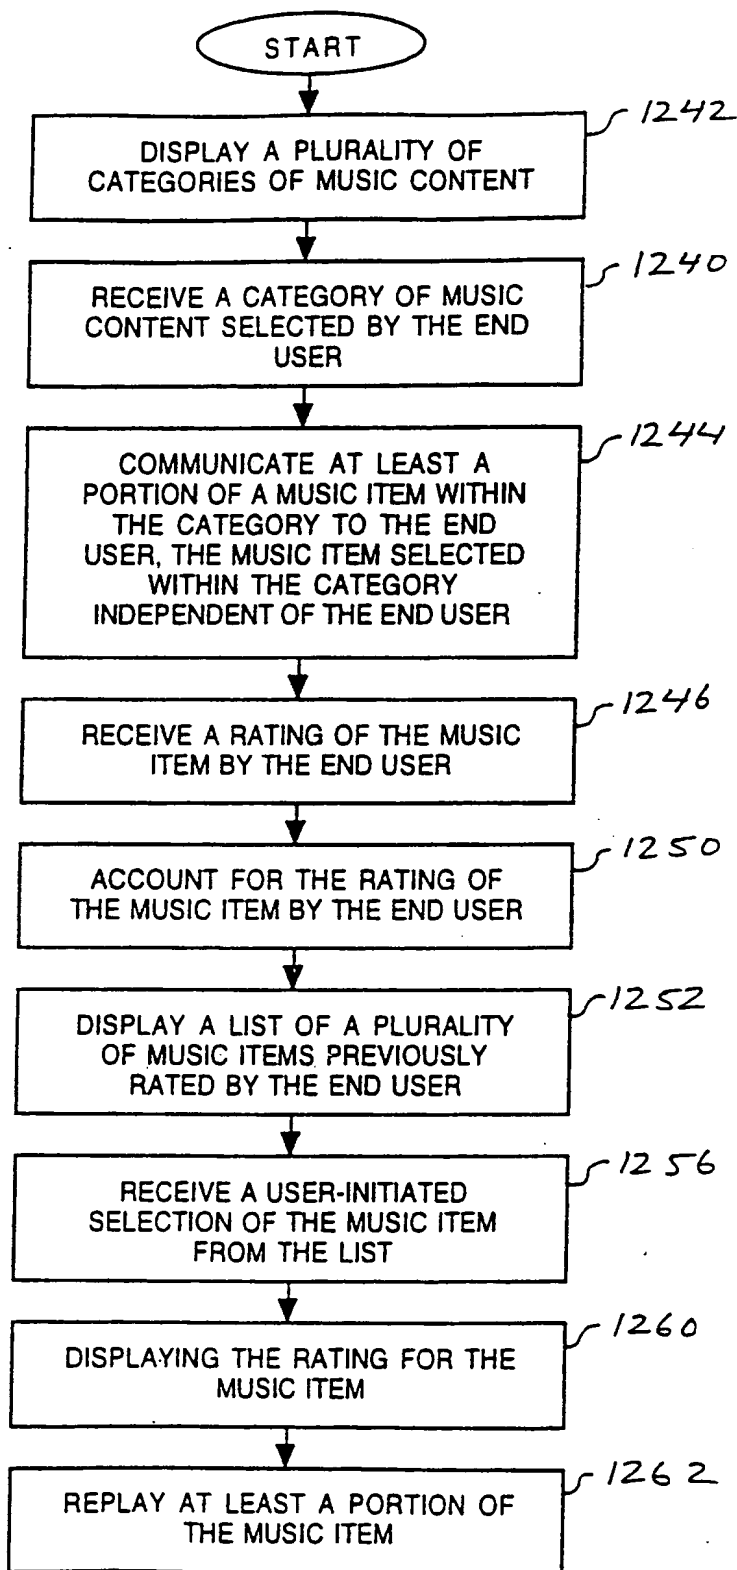 START
1242
DISPLAY A PLURALITY OF
CATEGORIES OF MUSIC CONTENT
1240
RECEIVE A CATEGORY OF MUSIC
CONTENT SELECTED BY THE END
USER
1244
COMMUNICATE AT LEAST A
PORTION OF A MUSIC ITEM WITHIN
THE CATEGORY TO THE END
USER, THE MUSIC ITEM SELECTED
WITHIN THE CATEGORY
INDEPENDENT OF THE END USER
1246
RECEIVE A RATING OF THE MUSIC
ITEM BY THE END USER
1250
ACCOUNT FOR THE RATING OF
THE MUSIC ITEM BY THE END USER
1252
DISPLAY A LIST OF A PLURALITY
OF MUSIC ITEMS PREVIOUSLY
RATED BY THE END USER
1256
RECEIVE A USER-INITIATED
SELECTION OF THE MUSIC ITEM
FROM THE LIST
1260
DISPLAYING THE RATING FOR THE
MUSIC ITEM
1262
REPLAY AT LEAST A PORTION OF
THE MUSIC ITEM